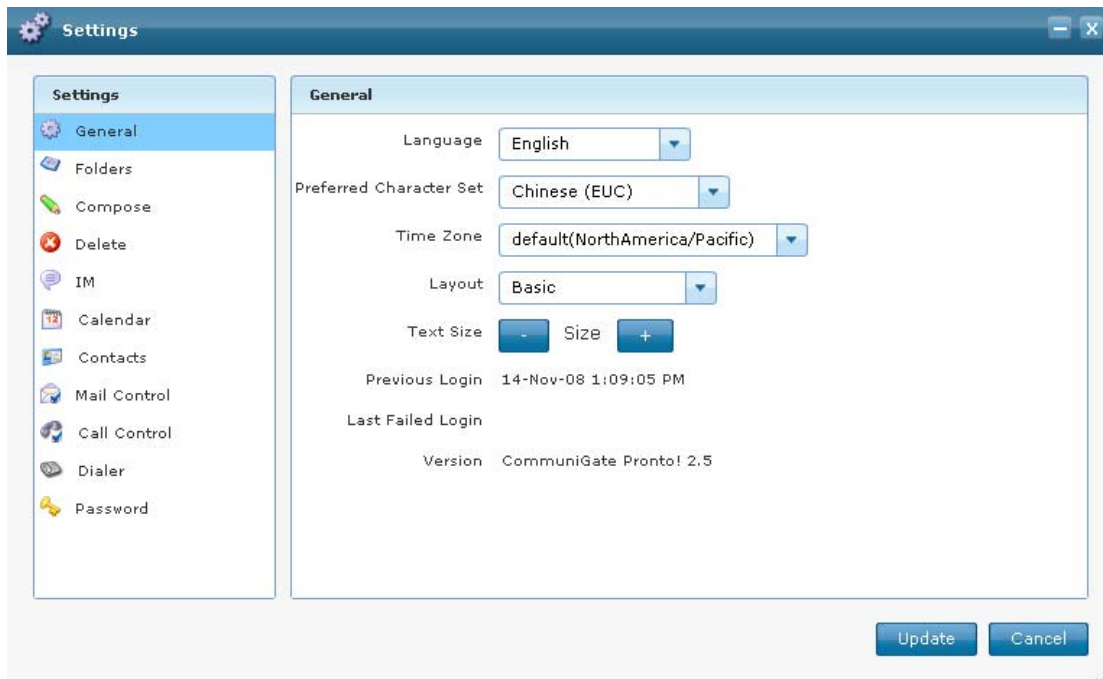 Settings
Settings
General
Folders
Compose
Delete
IM
Calendar
Contacts
Mail Control
Call Control
Dialer
Password
General
Language English
Preferred Character Set Chinese (EUC)
Time Zone default(NorthAmerica/Pacific)
Layout Basic
Text Size - Size +
Previous Login 14-Nov-08 1:09:05 PM
Last Failed Login
Version CommuniGate Pronto! 2.5
Update Cancel